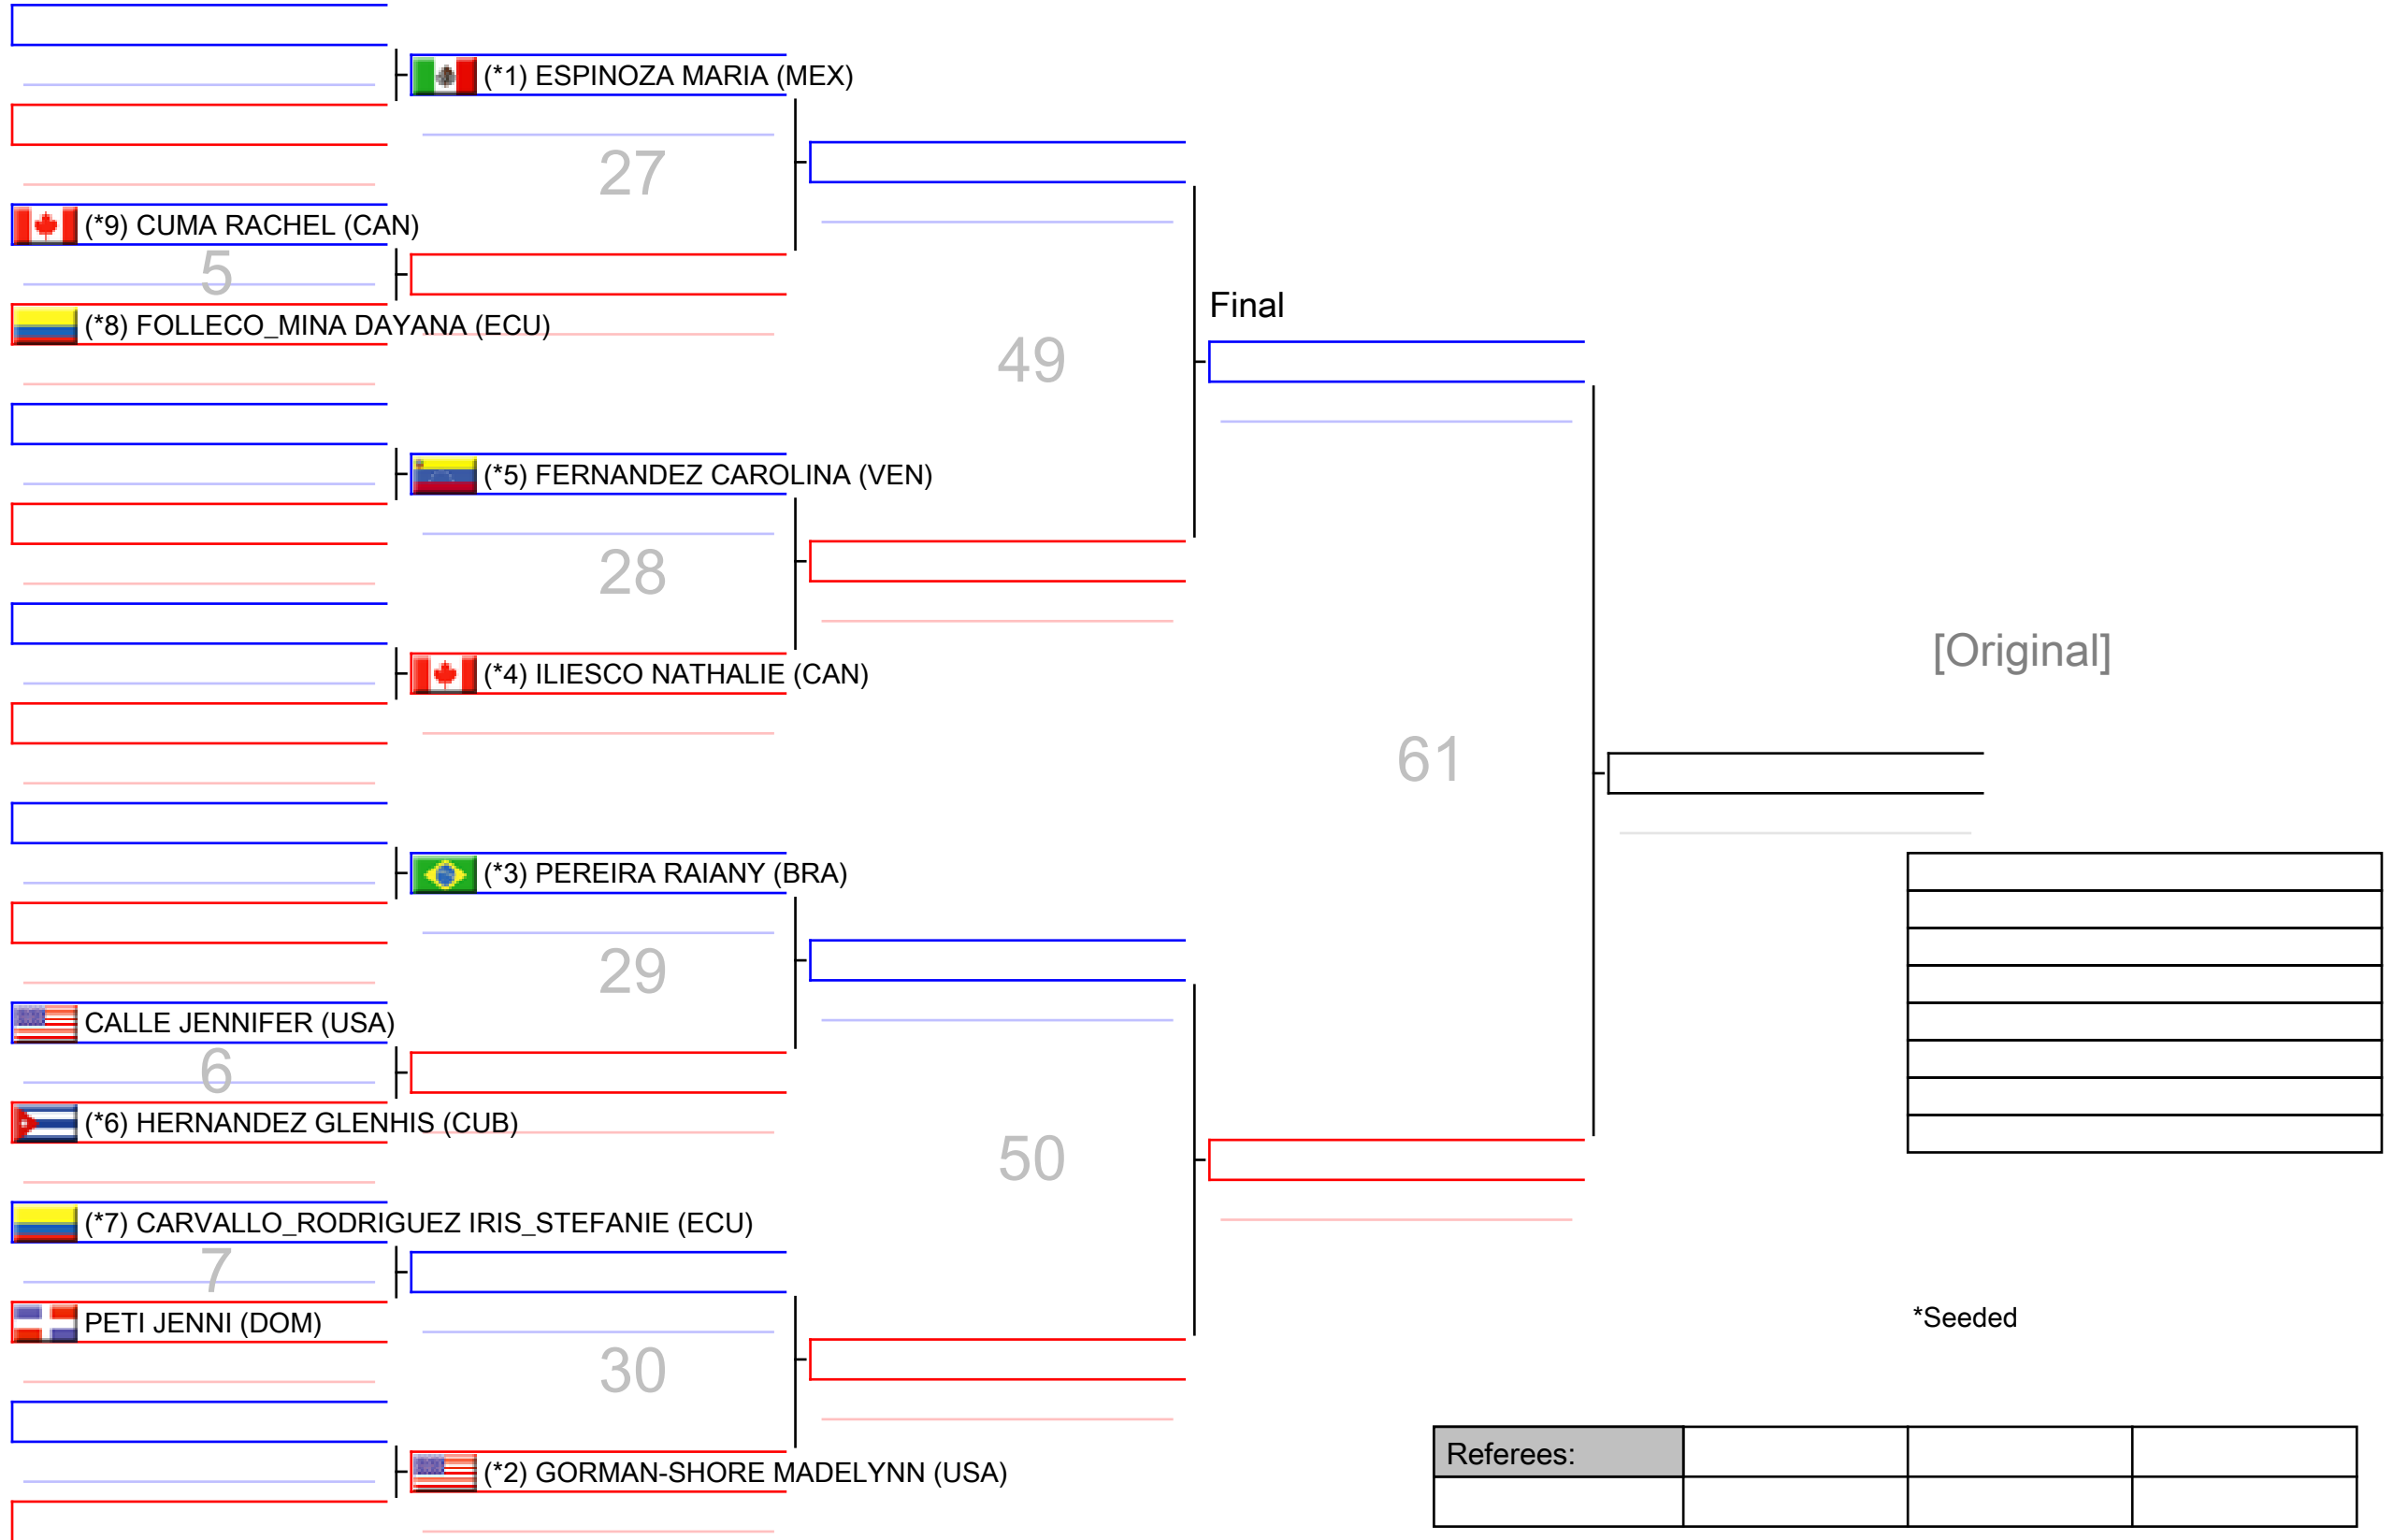 (*1) ESPINOZA MARIA (MEX)
27
(*9) CUMA RACHEL (CAN)
5
(*8) FOLLECO_MINA DAYANA (ECU)
Final
49
(*5) FERNANDEZ CAROLINA (VEN)
28
(*4) ILIESCO NATHALIE (CAN)
[Original]
61
(*3) PEREIRA RAIANY (BRA)
29
CALLE JENNIFER (USA)
6
(*6) HERNANDEZ GLENHIS (CUB)
50
(*7) CARVALLO_RODRIGUEZ IRIS_STEFANIE (ECU)
7
PETI JENNI (DOM)
*Seeded
30
(*2) GORMAN-SHORE MADELYNN (USA)
Referees: